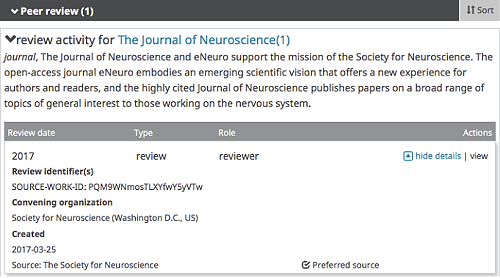 Peer review (1)
Sort
review activity for The Journal of Neuroscience(1)
journal, The Journal of Neuroscience and eNeuro support the mission of the Society for Neuroscience. The
open-access journal eNeuro embodies an emerging scientific vision that offers a new experience for
authors and readers, and the highly cited Journal of Neuroscience publishes papers on a broad range of
topics of general interest to those working on the nervous system.
Review date Type Role Actions
2017 review reviewer hide details | view
Review identifier(s)
SOURCE-WORK-ID: PQM9WNmosTLXYfwY5yVTw
Convening organization
Society for Neuroscience (Washington D.C., US)
Created
2017-03-25
Source: The Society for Neuroscience Preferred source